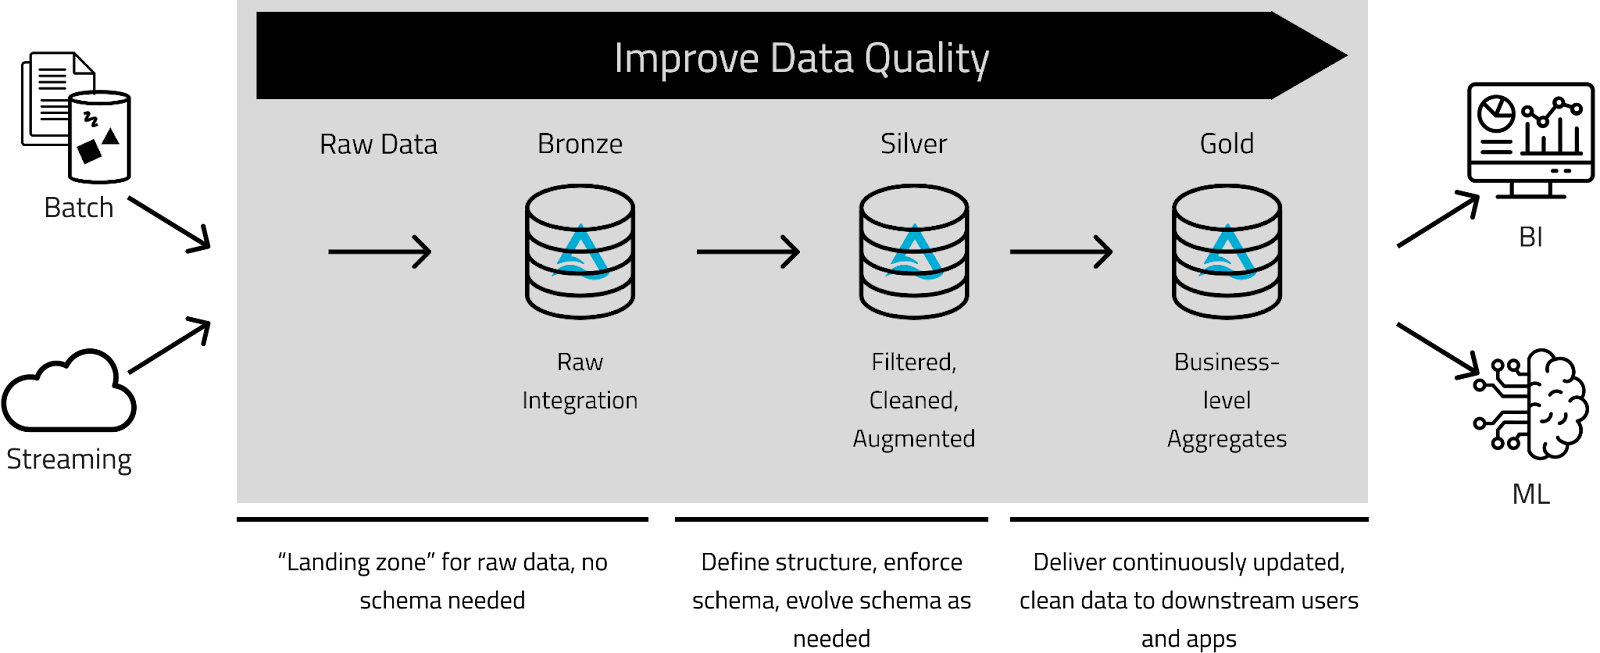 Improve Data Quality
Raw Data
Bronze
Silver
Gold
Batch
BI
Raw
Integration
Filtered,
Cleaned,
Augmented
Business-
level
Aggregates
Streaming
ML
“Landing zone” for raw data, no
schema needed
Define structure, enforce
schema, evolve schema as
needed
Deliver continuously updated,
clean data to downstream users
and apps